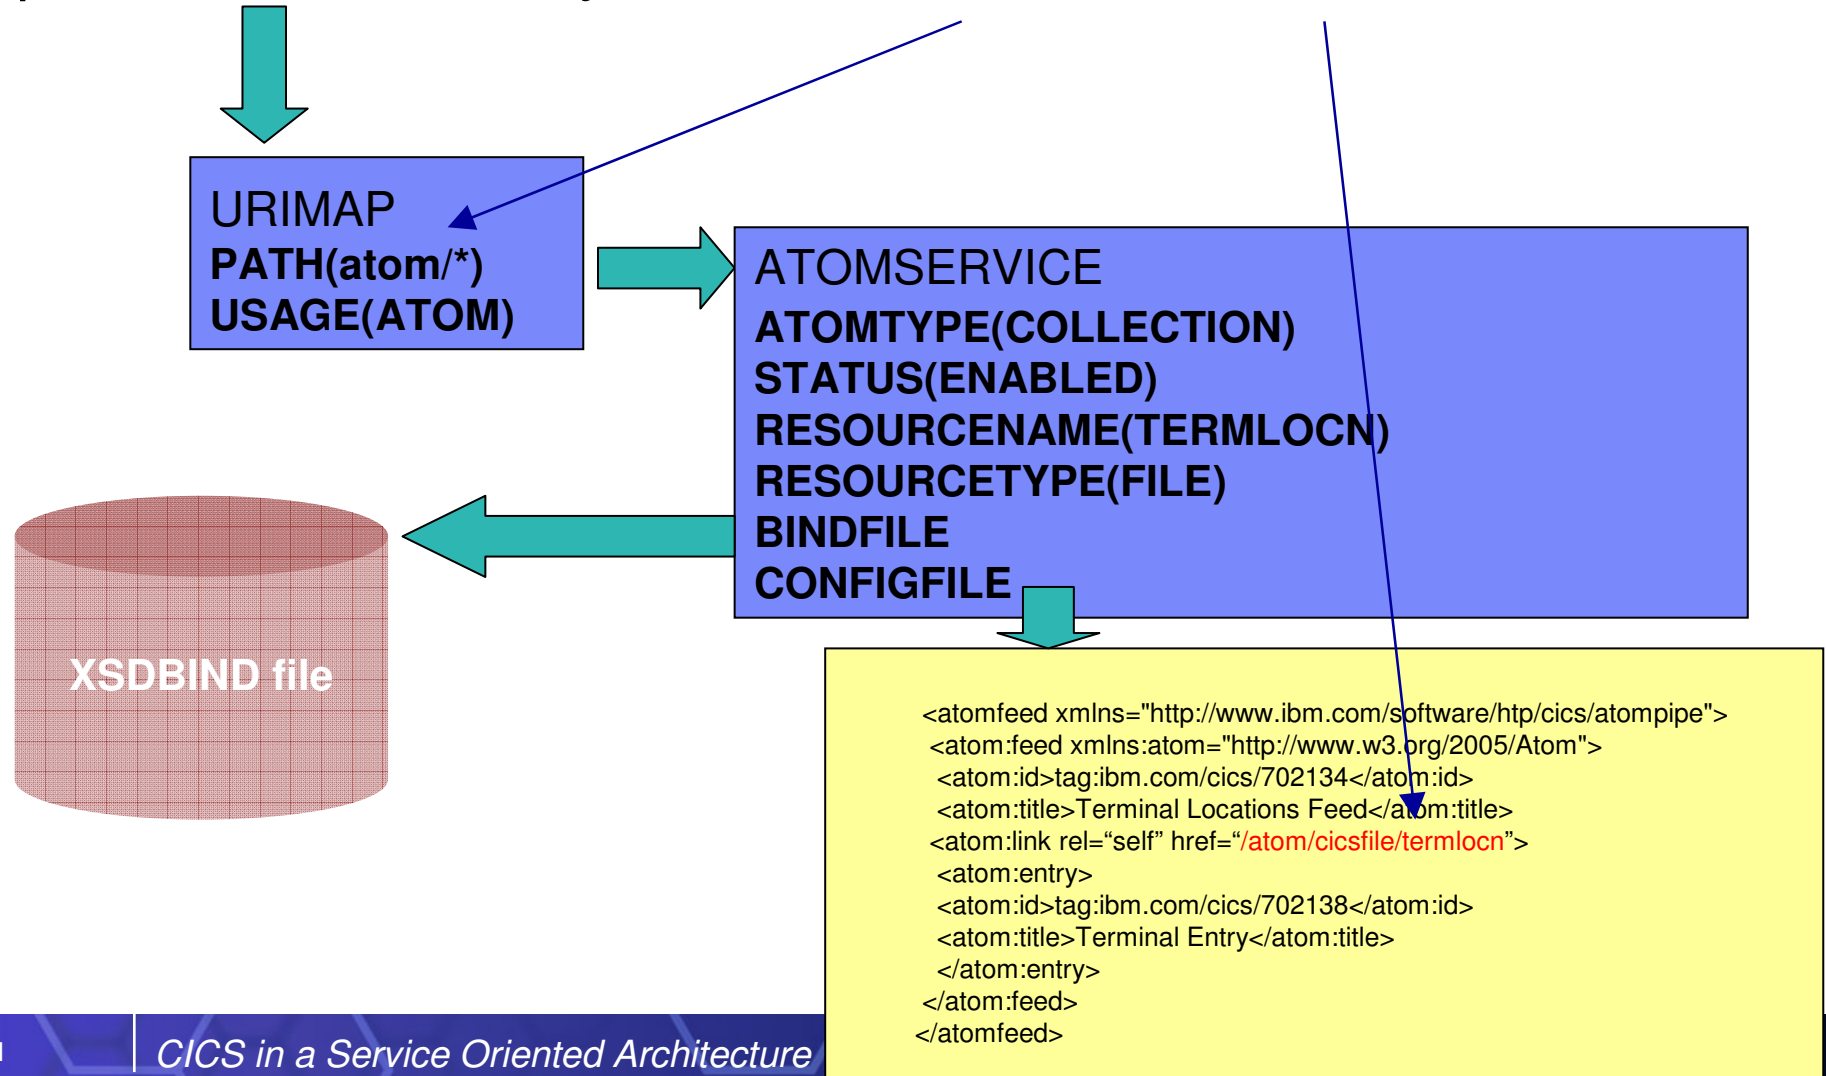 URIMAP
PATH(atom/*)
USAGE(ATOM)
ATOMSERVICE
ATOMTYPE(COLLECTION)
STATUS(ENABLED)
RESOURCENAME(TERMLOCN)
RESOURCETYPE(FILE)
BINDFILE
CONFIGFILE
XSDBIND file
<atomfeed xmlns="http://www.ibm.com/software/htp/cics/atompipe">
<atom:feed xmlns:atom="http://www.w3.org/2005/Atom">
<atom:id>tag:ibm.com/cics/702134</atom:id>
<atom:title>Terminal Locations Feed</atom:title>
<atom:link rel=“self” href=“/atom/cicsfile/termlocn”>
<atom:entry>
<atom:id>tag:ibm.com/cics/702138</atom:id>
<atom:title>Terminal Entry</atom:title>
</atom:entry>
</atom:feed>
</atomfeed>
CICS in a Service Oriented Architecture